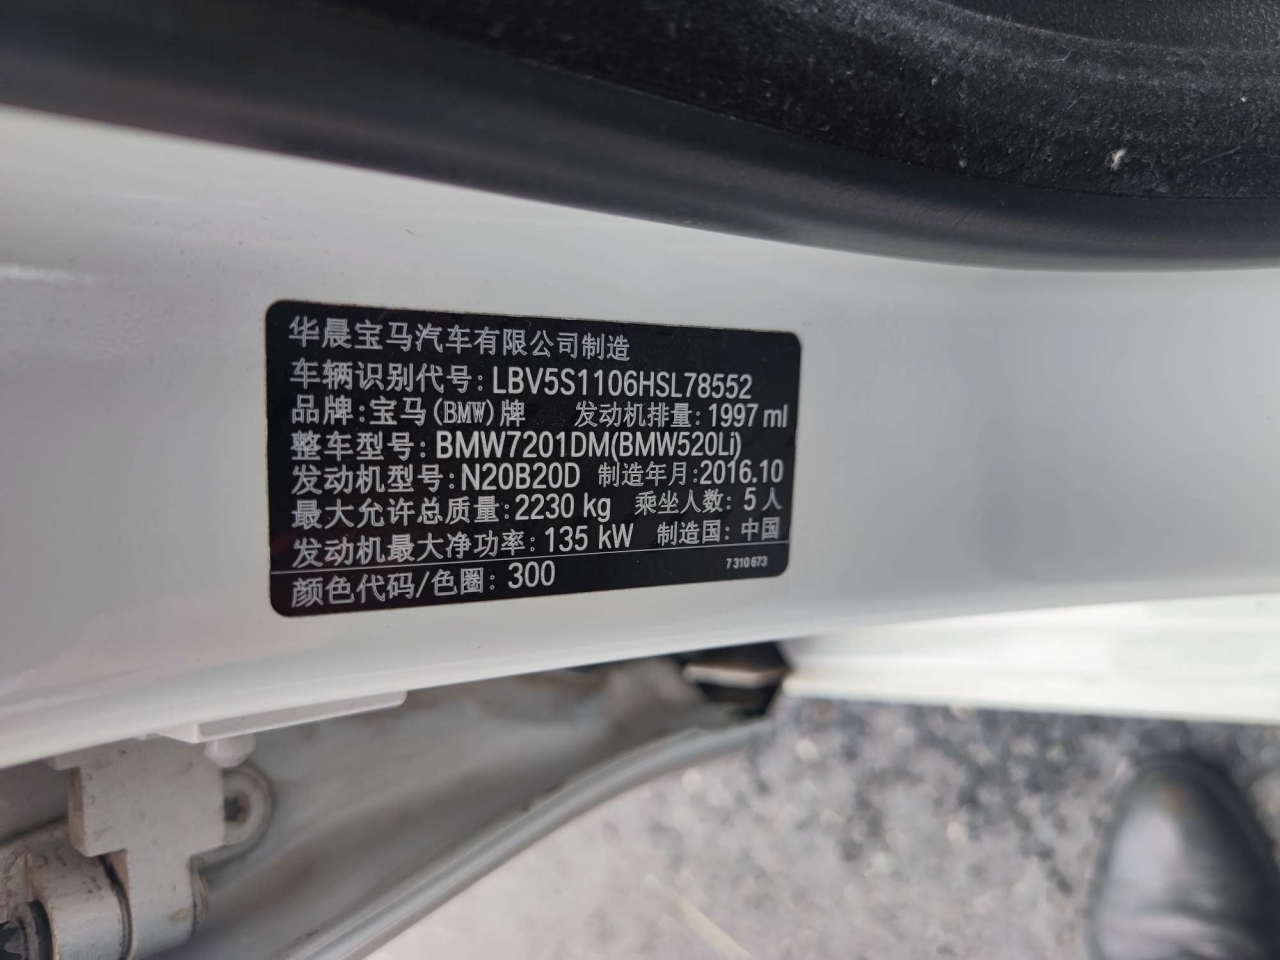 华晨宝马汽车有限公司制造
车辆识别代号: LBV5S1106HSL78552
品牌:宝马(BMW)牌 发动机排量: 1997 ml
整车型号: BMW7201DM(BMW520Li)
发动机型号:N20B20D 制造年月:2016.10
最大允许总质量:2230 kg 乘坐人数: 5 人
发动机最大净功率: 135 kW 制造国: 中国
颜色代码/色圈: 300 7 310 673